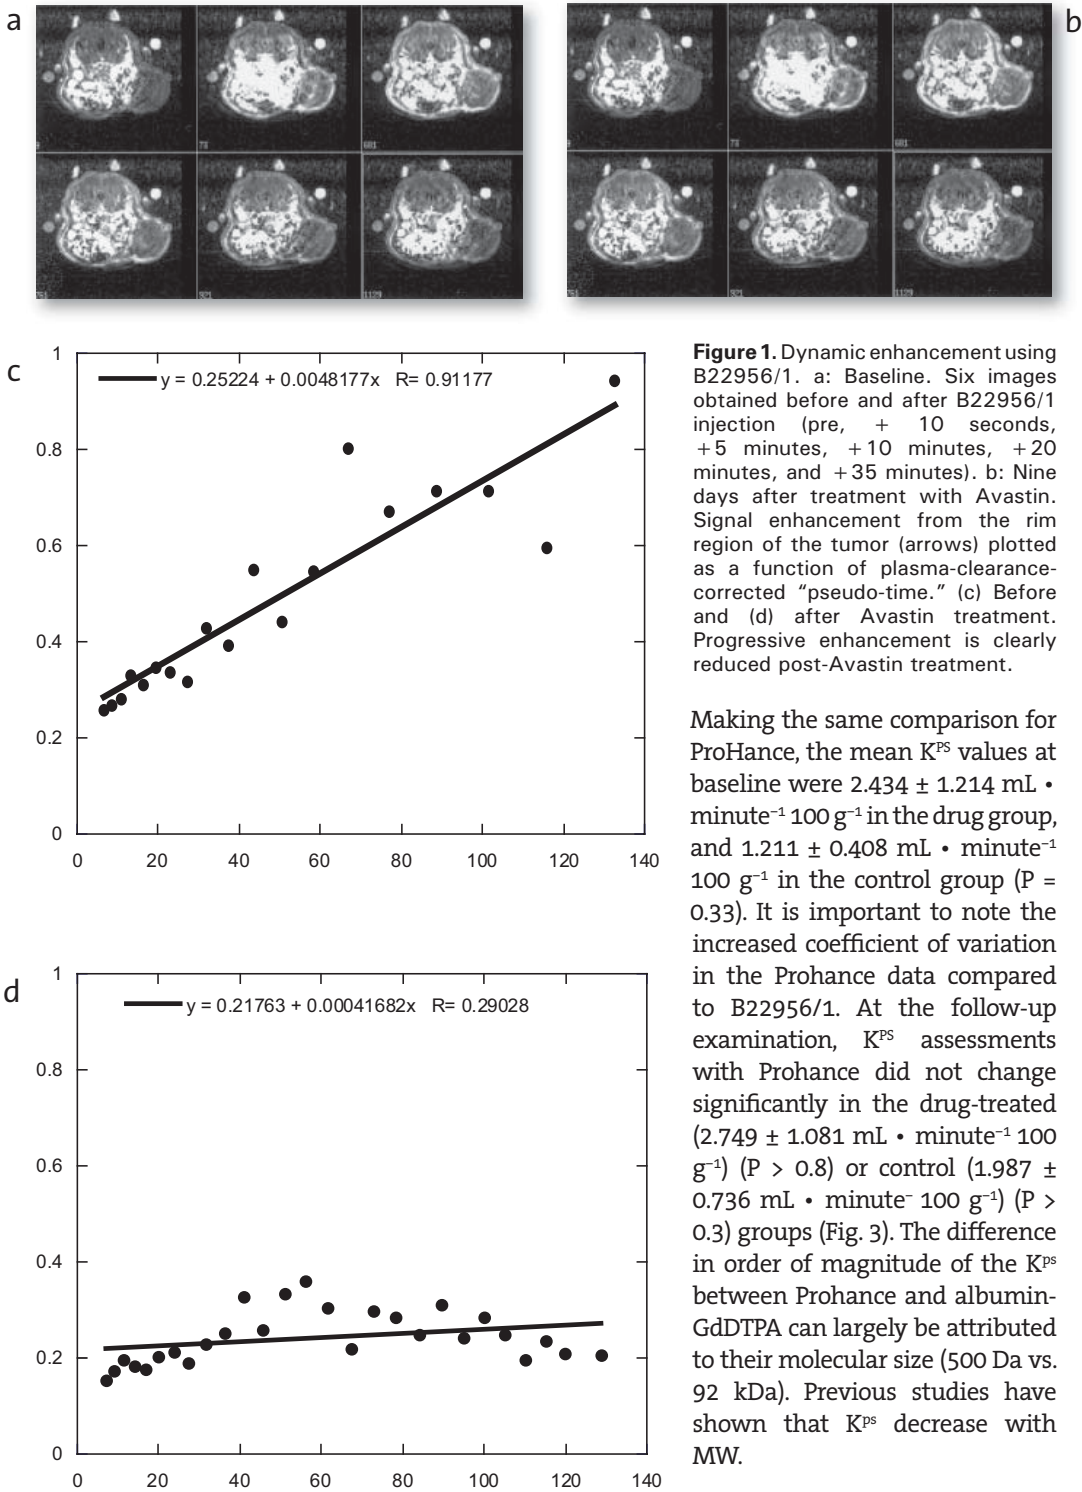 a
b
78
681
921
1129
78
681
921
1129
c
1
0.8
0.6
0.4
0.2
0
y = 0.25224 + 0.0048177x R= 0.91177
0 20 40 60 80 100 120 140
d
1
0.8
0.6
0.4
0.2
0
y = 0.21763 + 0.00041682x R= 0.29028
0 20 40 60 80 100 120 140
Figure 1. Dynamic enhancement using
B22956/1. a: Baseline. Six images
obtained before and after B22956/1
injection (pre, + 10 seconds,
+5 minutes, +10 minutes, +20
minutes, and +35 minutes). b: Nine
days after treatment with Avastin.
Signal enhancement from the rim
region of the tumor (arrows) plotted
as a function of plasma-clearance-
corrected “pseudo-time.” (c) Before
and (d) after Avastin treatment.
Progressive enhancement is clearly
reduced post-Avastin treatment.
Making the same comparison for
ProHance, the mean Kᴾˢ values at
baseline were 2.434 ± 1.214 mL •
minute⁻¹ 100 g⁻¹ in the drug group,
and 1.211 ± 0.408 mL • minute⁻¹
100 g⁻¹ in the control group (P =
0.33). It is important to note the
increased coefficient of variation
in the Prohance data compared
to B22956/1. At the follow-up
examination, Kᴾˢ assessments
with Prohance did not change
significantly in the drug-treated
(2.749 ± 1.081 mL • minute⁻¹ 100
g⁻¹) (P > 0.8) or control (1.987 ±
0.736 mL • minute⁻ 100 g⁻¹) (P >
0.3) groups (Fig. 3). The difference
in order of magnitude of the Kᵖˢ
between Prohance and albumin-
GdDTPA can largely be attributed
to their molecular size (500 Da vs.
92 kDa). Previous studies have
shown that Kᵖˢ decrease with
MW.